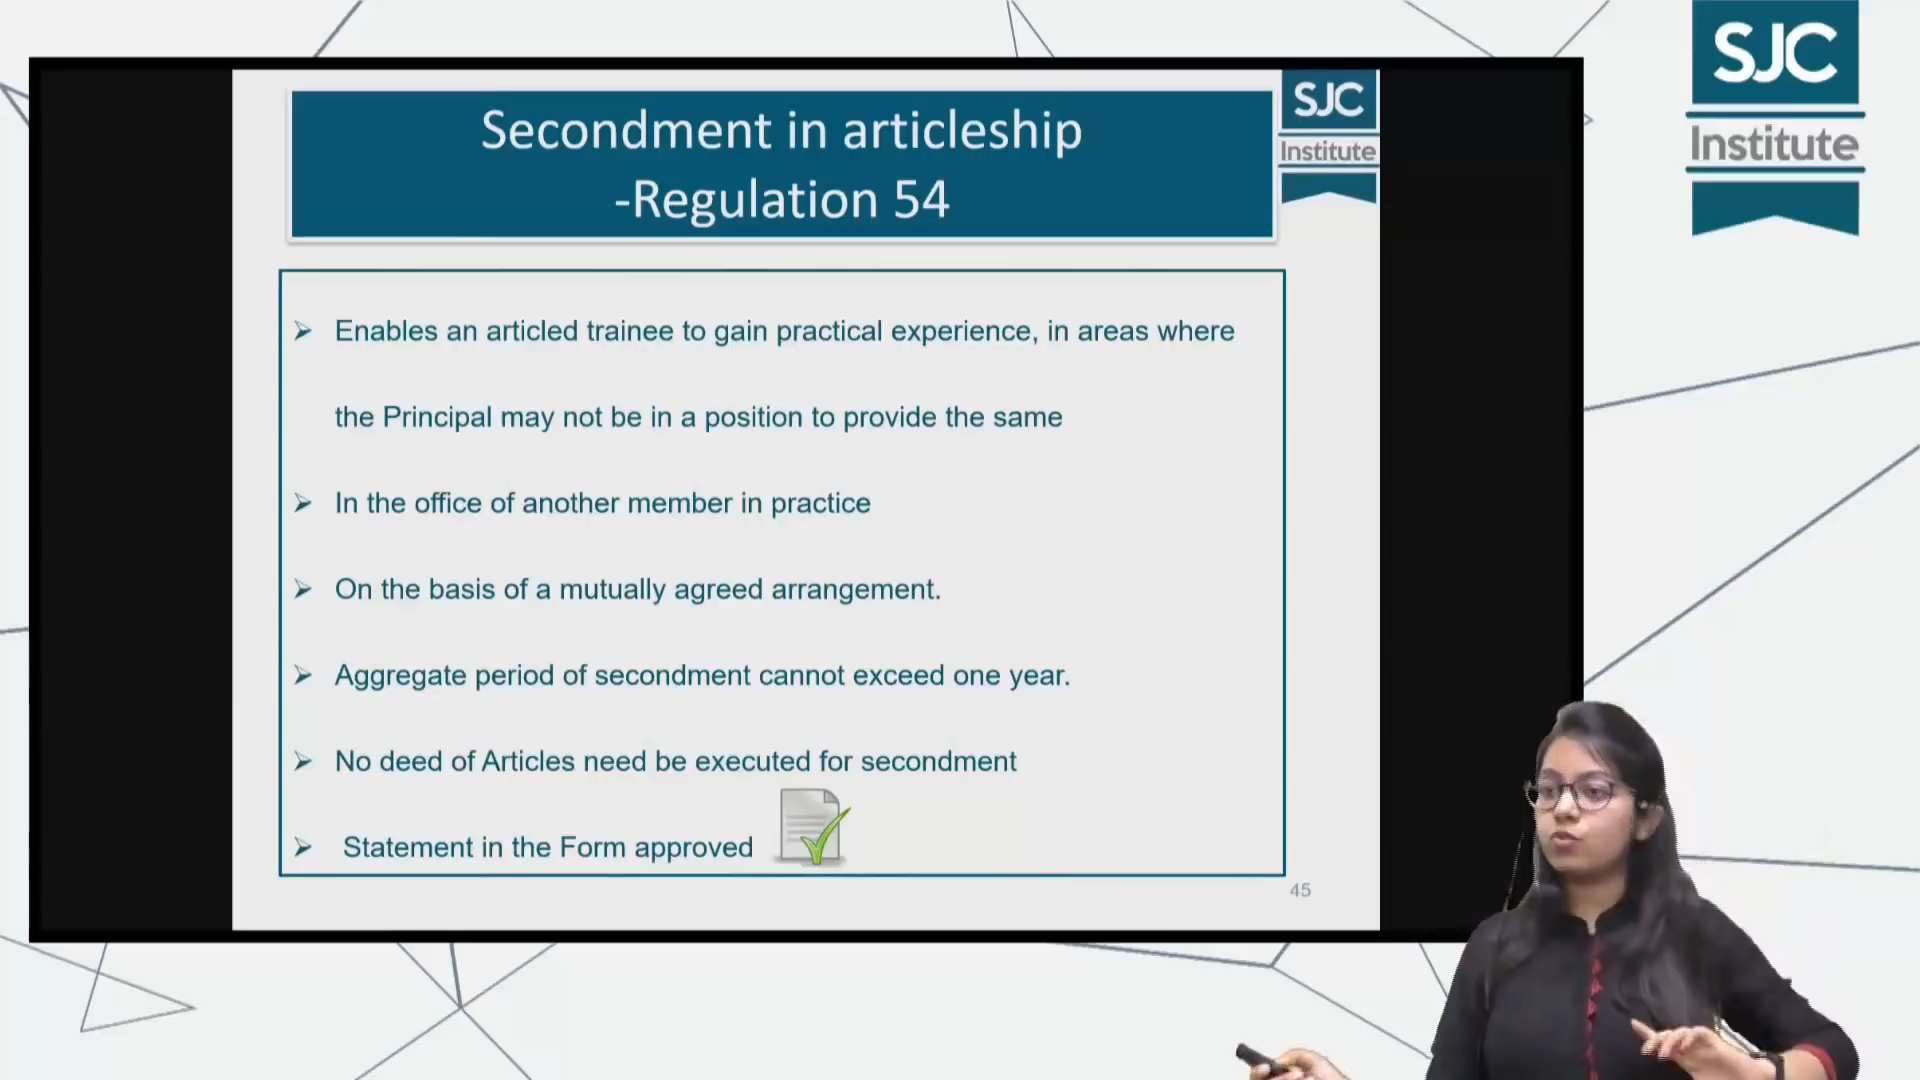 SJC
Institute
Secondment in articleship
-Regulation 54
SJC
Institute
➢ Enables an articled trainee to gain practical experience, in areas where
the Principal may not be in a position to provide the same
➢ In the office of another member in practice
➢ On the basis of a mutually agreed arrangement.
➢ Aggregate period of secondment cannot exceed one year.
➢ No deed of Articles need be executed for secondment
➢ Statement in the Form approved
45